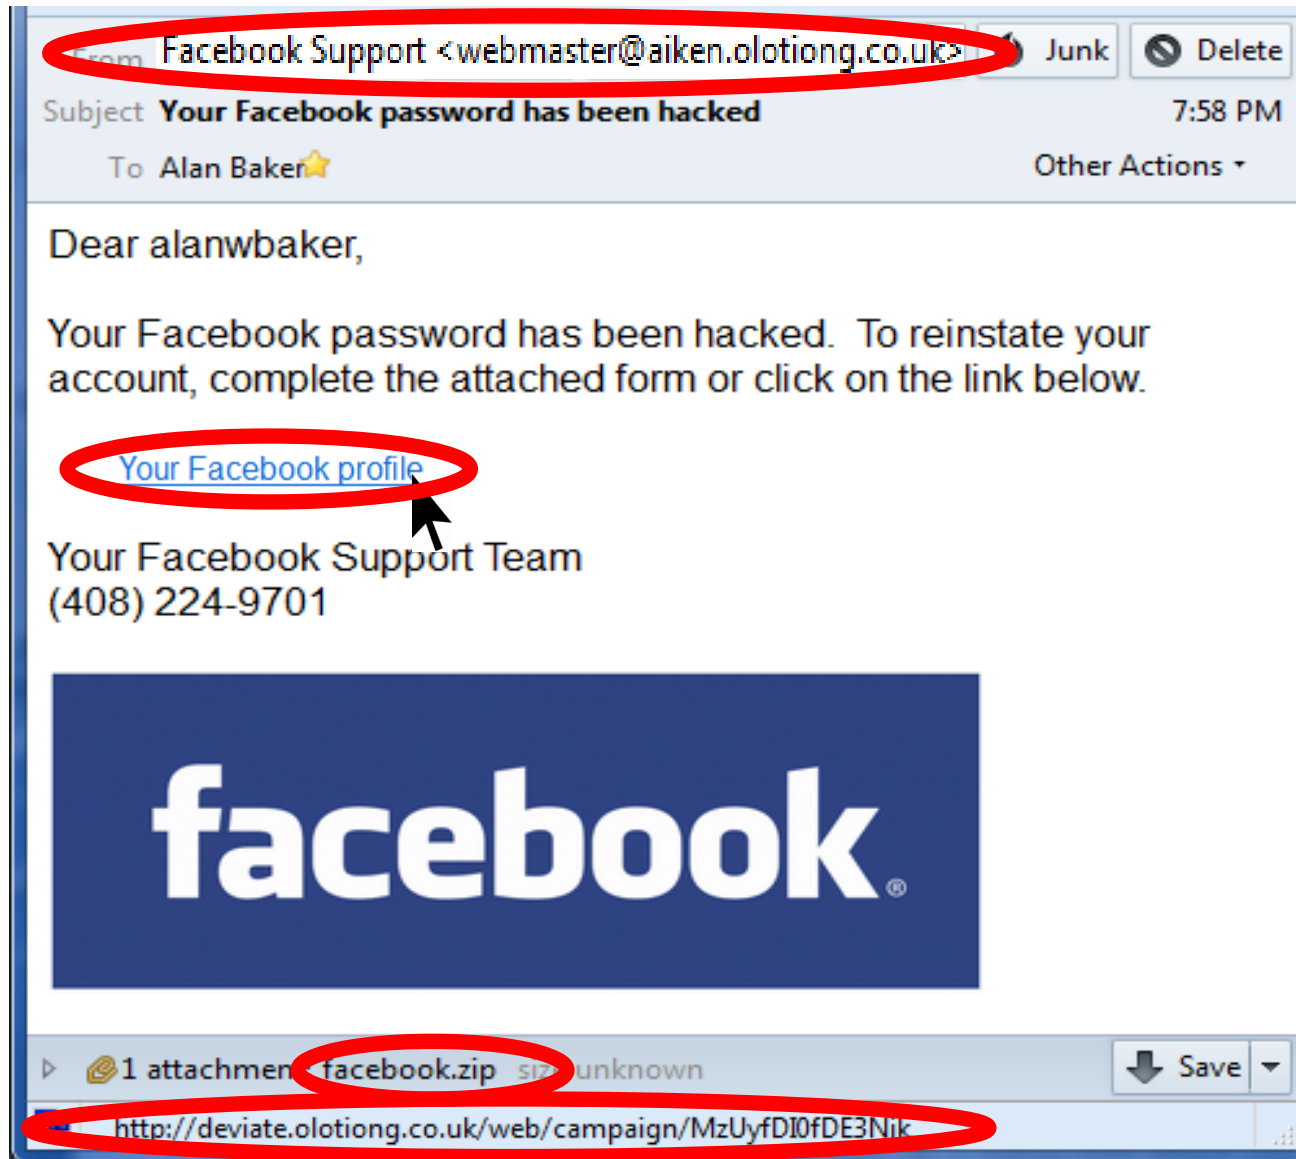 From Facebook Support <webmaster@aiken.olotiong.co.uk> Junk Delete
Subject Your Facebook password has been hacked 7:58 PM
To Alan Baker Other Actions
Dear alanwbaker,
Your Facebook password has been hacked. To reinstate your
account, complete the attached form or click on the link below.
Your Facebook profile
Your Facebook Support Team
(408) 224-9701
facebook®
1 attachment facebook.zip size unknown Save
http://deviate.olotiong.co.uk/web/campaign/MzUyfDI0fDE3Njk